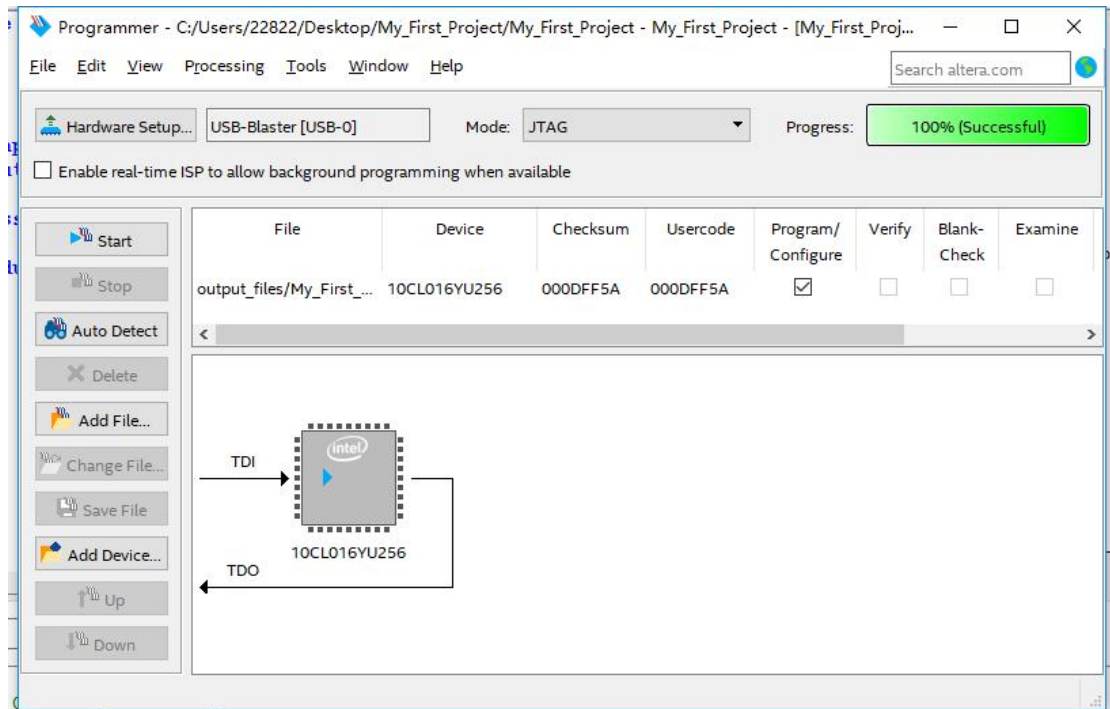 Programmer - C:/Users/22822/Desktop/My_First_Project/My_First_Project - My_First_Project - [My_First_Proj...
File Edit View Processing Tools Window Help
Search altera.com
Hardware Setup... USB-Blaster [USB-0] Mode: JTAG Progress: 100% (Successful)
Enable real-time ISP to allow background programming when available
Start
Stop
Auto Detect
Delete
Add File...
Change File...
Save File
Add Device...
Up
Down
File Device Checksum Usercode Program/ Verify Blank- Examine
Configure Check
output_files/My_First_... 10CL016YU256 000DFF5A 000DFF5A
intel
TDI
10CL016YU256
TDO